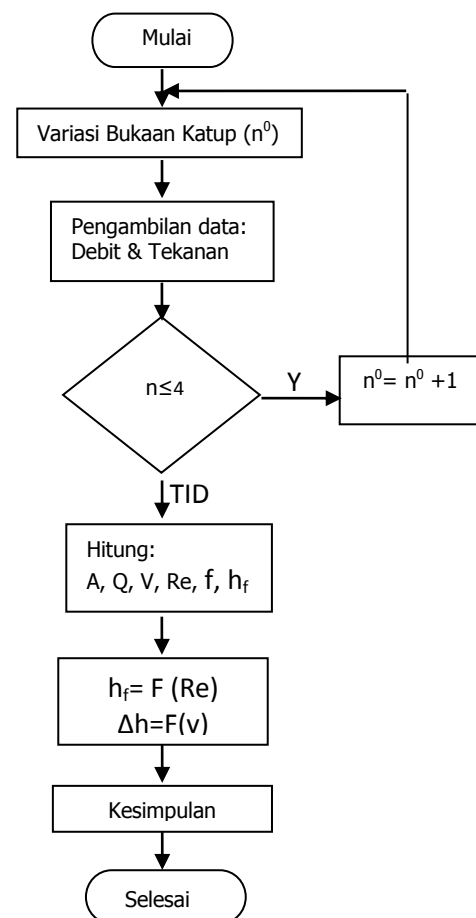 Mulai
Variasi Bukaan Katup (n⁰)
Pengambilan data:
Debit & Tekanan
n≤4
Y
n⁰= n⁰ +1
TID
Hitung:
A, Q, V, Re, f, h_f
h_f= F (Re)
Δh=F(v)
Kesimpulan
Selesai